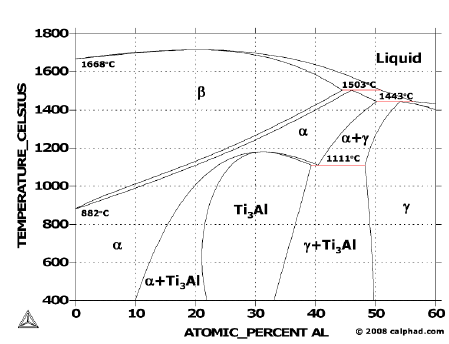 1800
1600
1400
1200
1000
800
600
400
TEMPERATURE_CELSIUS
Liquid
1668°C
1503°C
1443°C
β
α
α+γ
1111°C
882°C
Ti₃Al
γ
α
γ+Ti₃Al
α+Ti₃Al
0
10
20
30
40
50
60
ATOMIC_PERCENT AL
© 2008 calphad.com